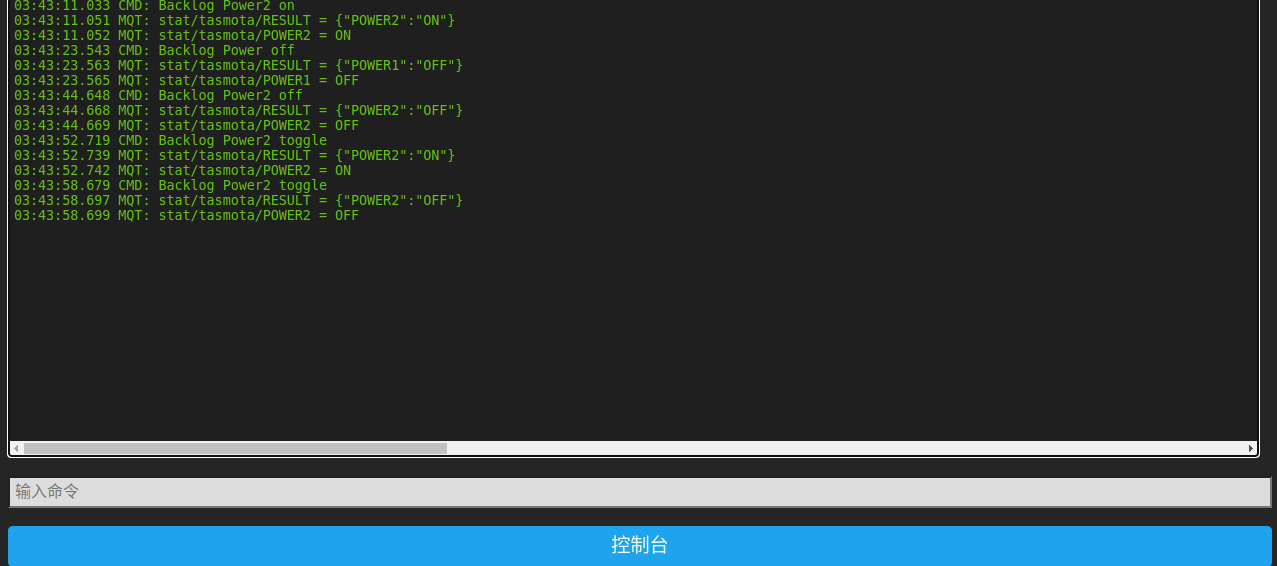 03:43:11.033 CMD: Backlog Power2 on
03:43:11.051 MQT: stat/tasmota/RESULT = {"POWER2":"ON"}
03:43:11.052 MQT: stat/tasmota/POWER2 = ON
03:43:23.543 CMD: Backlog Power off
03:43:23.563 MQT: stat/tasmota/RESULT = {"POWER1":"OFF"}
03:43:23.565 MQT: stat/tasmota/POWER1 = OFF
03:43:44.648 CMD: Backlog Power2 off
03:43:44.668 MQT: stat/tasmota/RESULT = {"POWER2":"OFF"}
03:43:44.669 MQT: stat/tasmota/POWER2 = OFF
03:43:52.719 CMD: Backlog Power2 toggle
03:43:52.739 MQT: stat/tasmota/RESULT = {"POWER2":"ON"}
03:43:52.742 MQT: stat/tasmota/POWER2 = ON
03:43:58.679 CMD: Backlog Power2 toggle
03:43:58.697 MQT: stat/tasmota/RESULT = {"POWER2":"OFF"}
03:43:58.699 MQT: stat/tasmota/POWER2 = OFF
输入命令
控制台